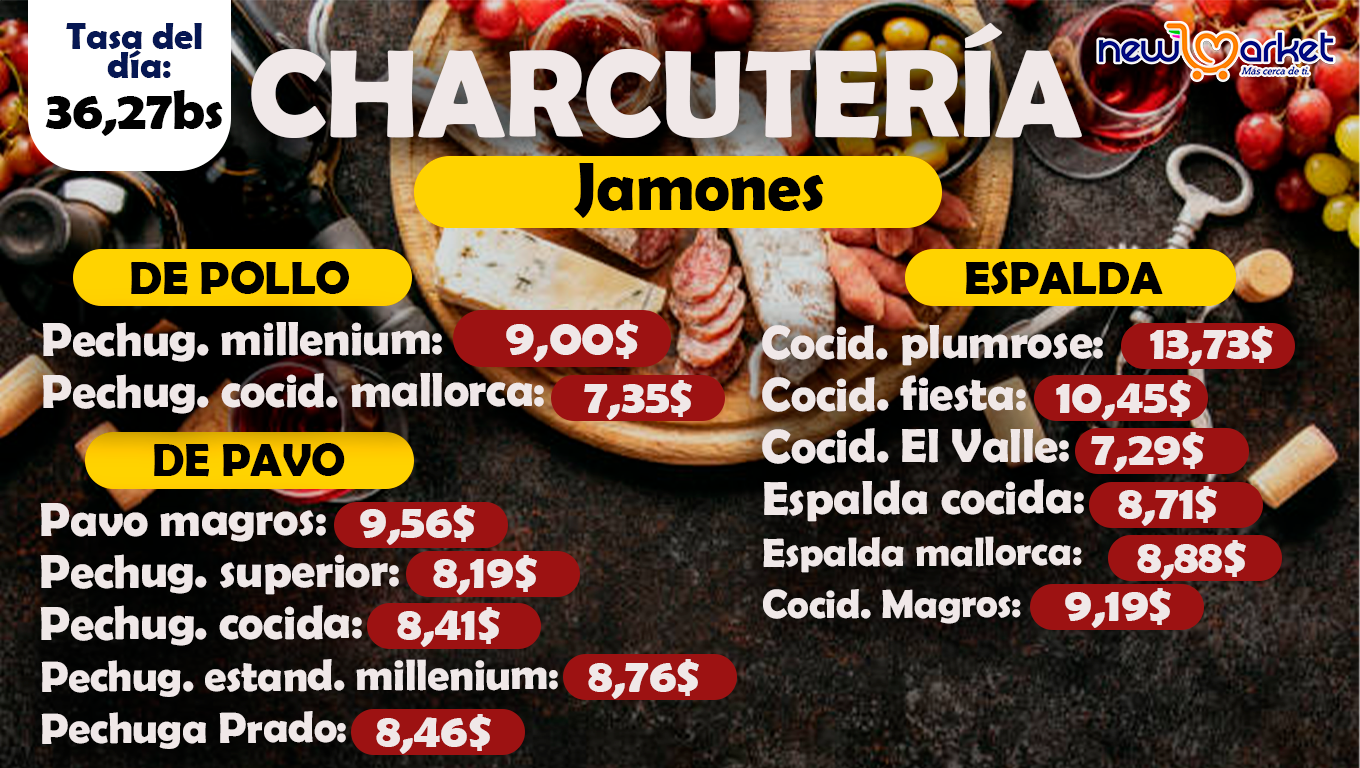 Tasa del
día:
36,27bs
CHARCUTERÍA
new market
Más cerca de ti.
Jamones
DE POLLO
Pechug. millenium: 9,00$
Pechug. cocid. mallorca: 7,35$
DE PAVO
Pavo magros: 9,56$
Pechug. superior: 8,19$
Pechug. cocida: 8,41$
Pechug. estand. millenium: 8,76$
Pechuga Prado: 8,46$
ESPALDA
Cocid. plumrose: 13,73$
Cocid. fiesta: 10,45$
Cocid. El Valle: 7,29$
Espalda cocida: 8,71$
Espalda mallorca: 8,88$
Cocid. Magros: 9,19$